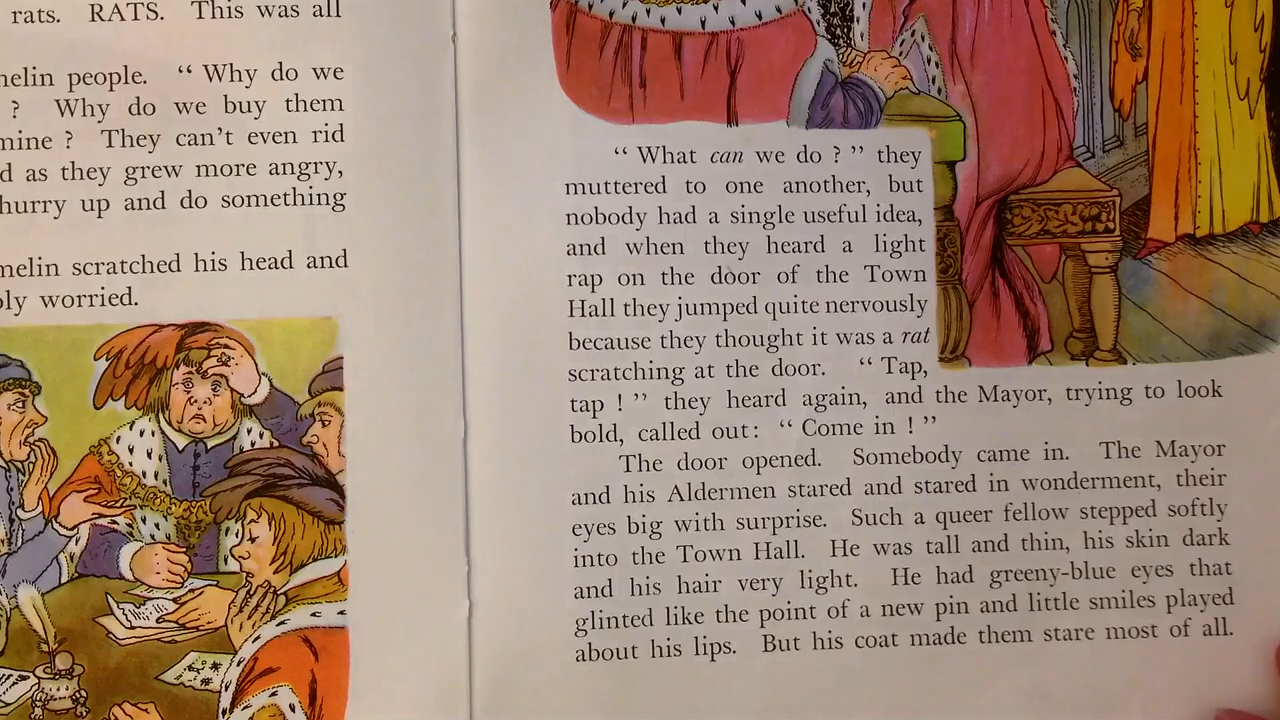 rats. RATS. This was all
melin people. “ Why do we
? Why do we buy them
mine ? They can’t even rid
d as they grew more angry,
hurry up and do something
melin scratched his head and
bly worried.
“ What can we do ? ” they
muttered to one another, but
nobody had a single useful idea,
and when they heard a light
rap on the door of the Town
Hall they jumped quite nervously
because they thought it was a rat
scratching at the door. “ Tap,
tap ! ” they heard again, and the Mayor, trying to look
bold, called out: “ Come in ! ”
The door opened. Somebody came in. The Mayor
and his Aldermen stared and stared in wonderment, their
eyes big with surprise. Such a queer fellow stepped softly
into the Town Hall. He was tall and thin, his skin dark
and his hair very light. He had greeny-blue eyes that
glinted like the point of a new pin and little smiles played
about his lips. But his coat made them stare most of all.